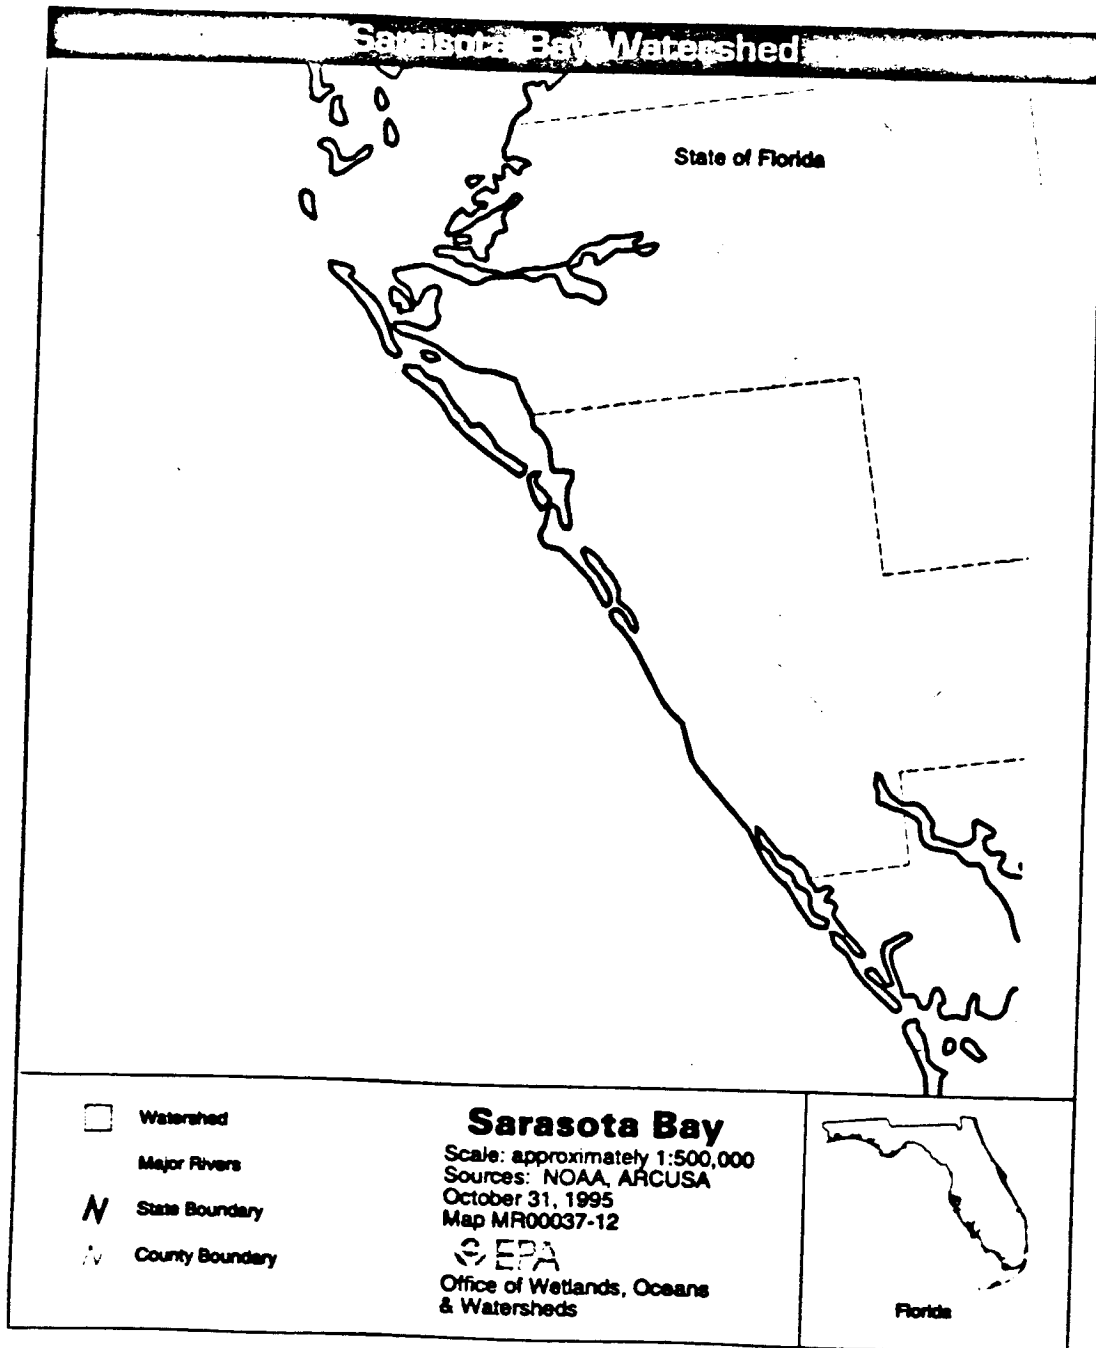 Sarasota Bay Watershed
State of Florida
Watershed
Major Rivers
State Boundary
County Boundary
Sarasota Bay
Scale: approximately 1:500,000
Sources: NOAA, ARCUSA
October 31, 1995
Map MR00037-12
EPA
Office of Wetlands, Oceans
& Watersheds
Florida